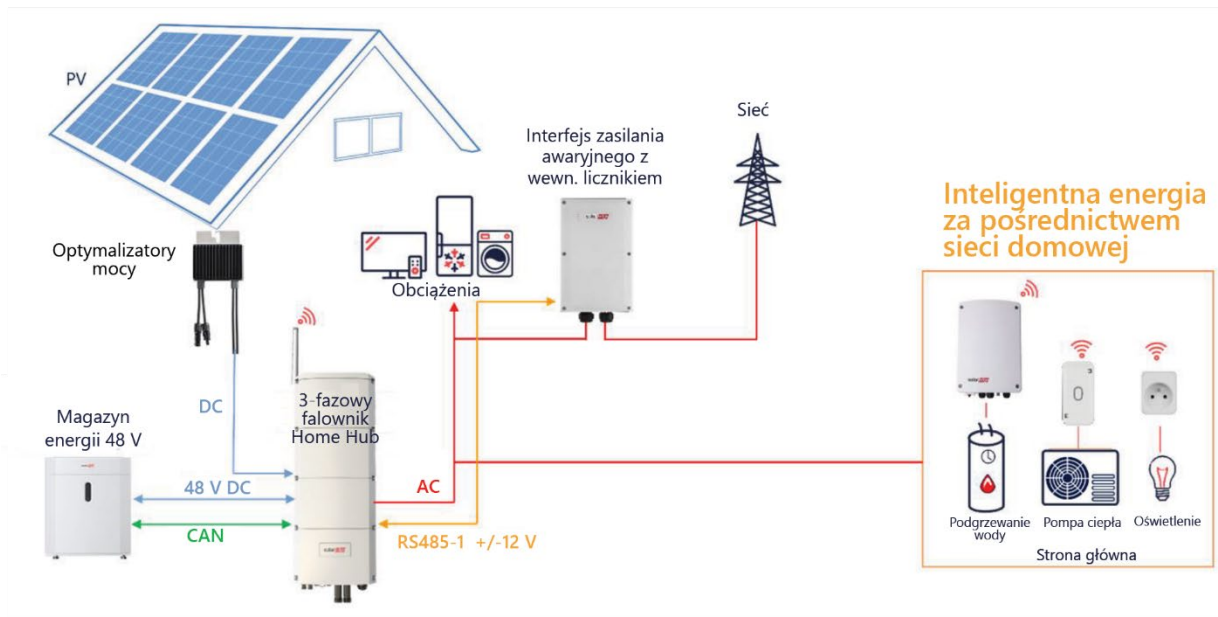 PV
Sieć
Interfejs zasilania
awaryjnego z
wewn. licznikiem
Inteligentna energia
za pośrednictwem
sieci domowej
Optymalizatory
mocy
Obciążenia
DC
3-fazowy
falownik
Home Hub
Magazyn
energii 48 V
48 V DC
AC
CAN
RS485-1 +/-12 V
Podgrzewanie
wody
Pompa ciepła
Oświetlenie
Strona główna